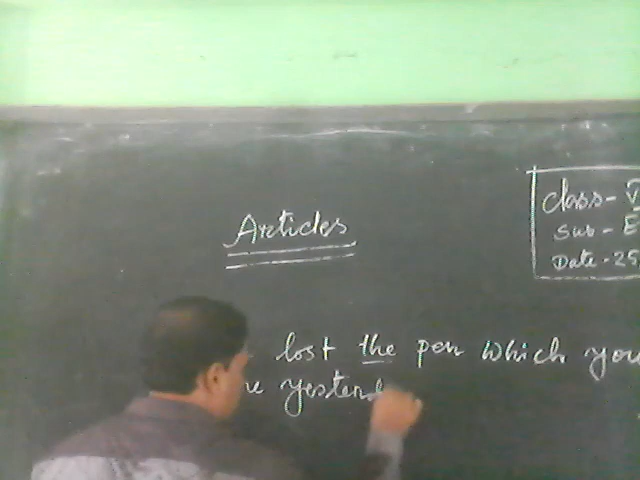 Articles
Class - V
Sub - E
Date - 25
lost the pen which you
yesterd